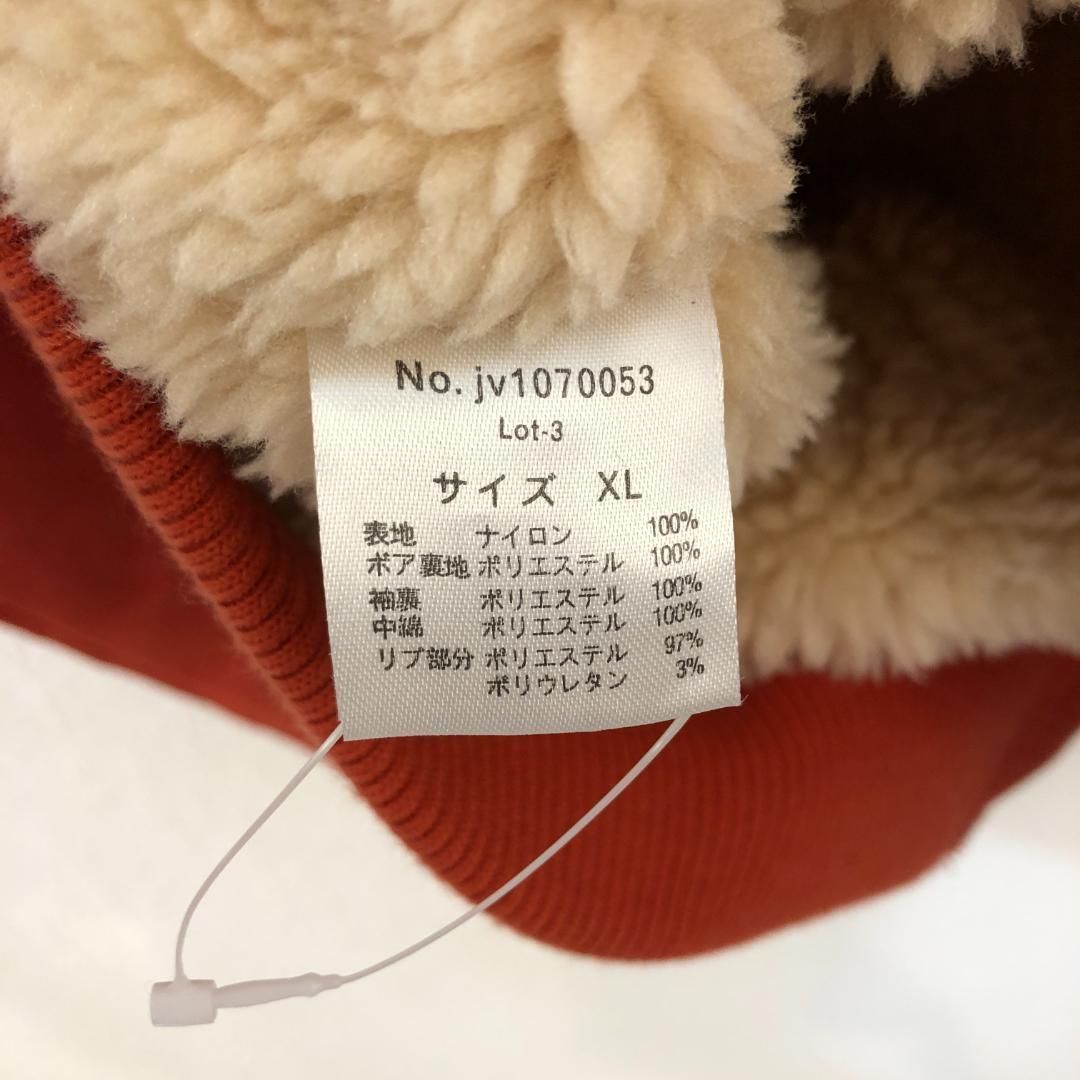 No. jv1070053
Lot-3
サイズ XL
表地 ナイロン 100%
ボア裏地 ポリエステル 100%
袖裏 ポリエステル 100%
中綿 ポリエステル 100%
リブ部分 ポリエステル 97%
ポリウレタン 3%